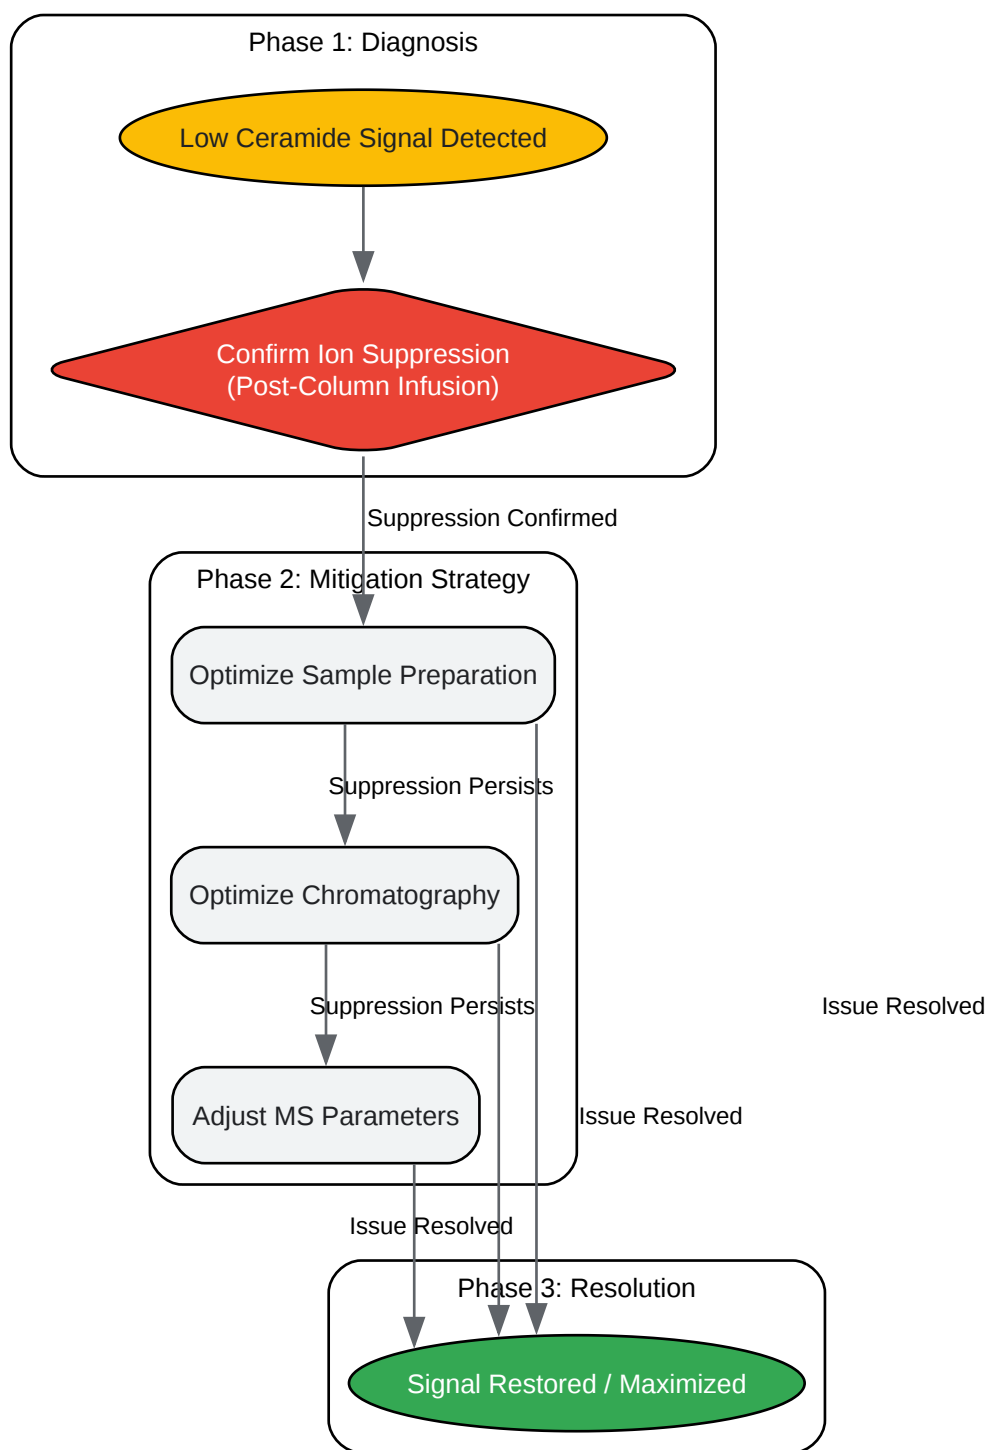 Phase 1: Diagnosis
Low Ceramide Signal Detected
Confirm Ion Suppression
(Post-Column Infusion)
Suppression Confirmed
Phase 2: Mitigation Strategy
Optimize Sample Preparation
Suppression Persists
Optimize Chromatography
Suppression Persists
Issue Resolved
Adjust MS Parameters
Issue Resolved
Issue Resolved
Phase 3: Resolution
Signal Restored / Maximized